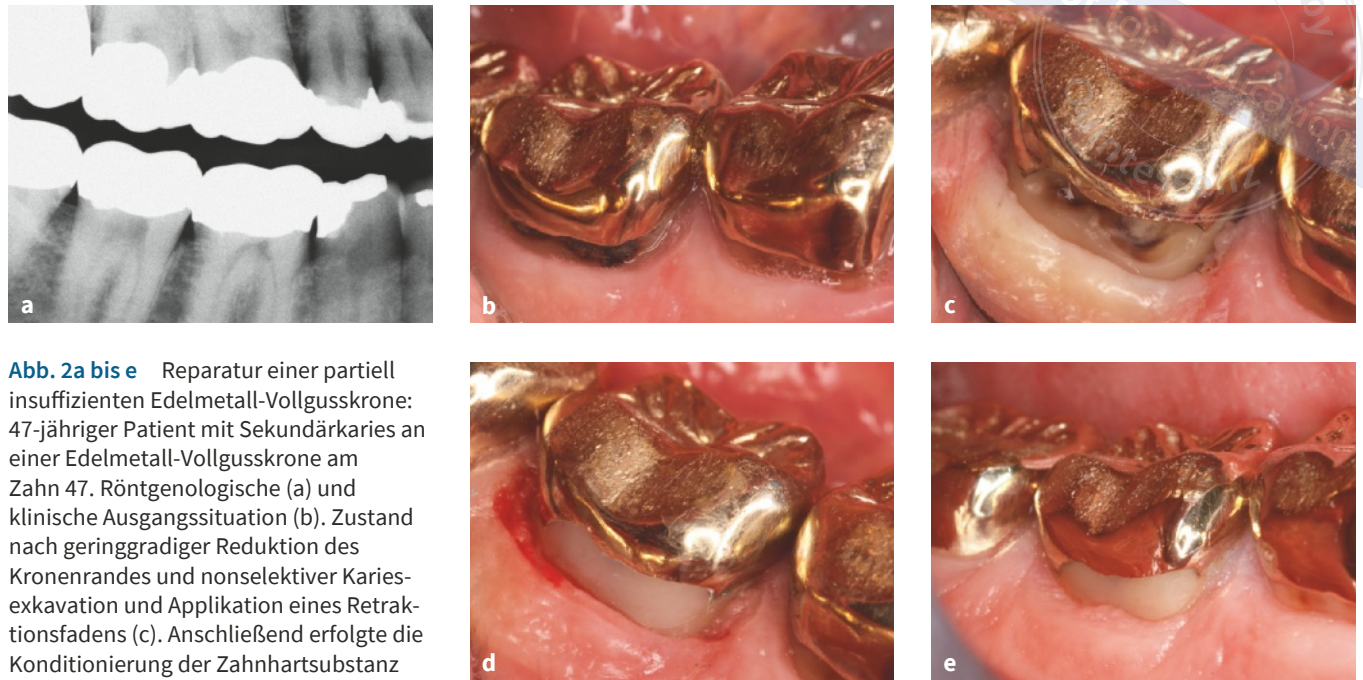 a
b
c
Abb. 2a bis e Reparatur einer partiell
insuffizienten Edelmetall-Vollgusskrone:
47-jähriger Patient mit Sekundärkaries an
einer Edelmetall-Vollgusskrone am
Zahn 47. Röntgenologische (a) und
klinische Ausgangssituation (b). Zustand
nach geringgradiger Reduktion des
Kronenrandes und nonselektiver Karies-
exkavation und Applikation eines Retrak-
tionsfadens (c). Anschließend erfolgte die
Konditionierung der Zahnhartsubstanz
d
e